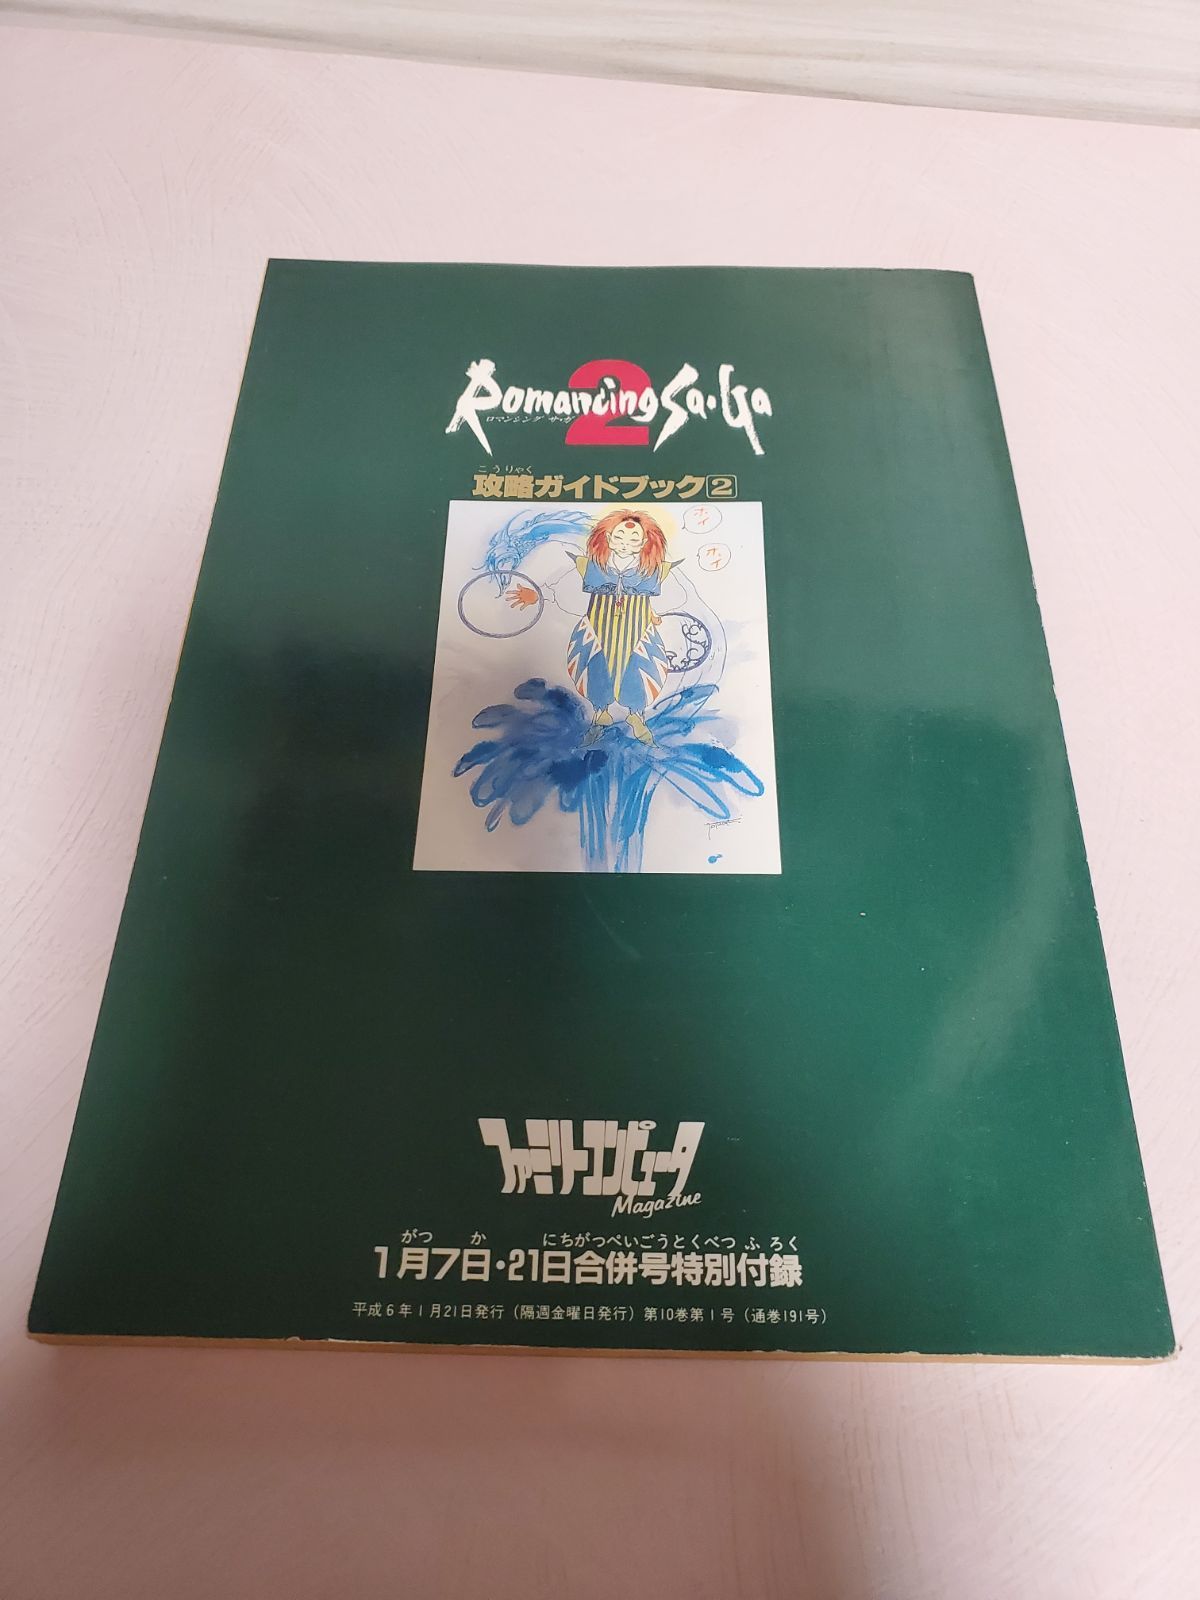 Romancing Sa・Ga 2
ロマンシング サ・ガ
こうりゃく
攻略ガイドブック2
ホイ
ホイ
ファミリーコンピュータ
Magazine
がつ か にちがっぺいごうとくべつ ふ ろく
1月7日・21日合併号特別付録
平成6年1月21日発行（隔週金曜日発行）第10巻第1号（通巻191号）